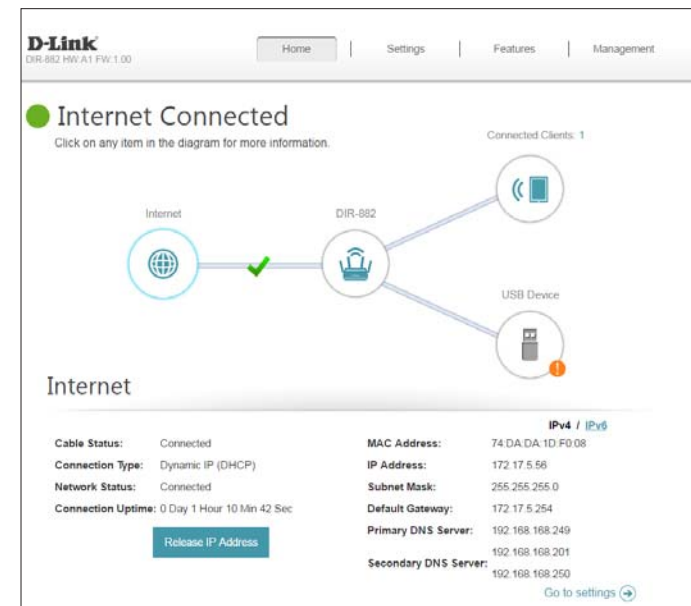 D-Link
DIR-882 HW:A1 FW:1.00
Home | Settings | Features | Management
Internet Connected
Click on any item in the diagram for more information.
Connected Clients: 1
Internet
DIR-882
USB Device
Internet
IPv4 / IPv6
Cable Status: Connected
MAC Address: 74:DA:DA:1D:F0:08
Connection Type: Dynamic IP (DHCP)
IP Address: 172.17.5.56
Network Status: Connected
Subnet Mask: 255.255.255.0
Connection Uptime: 0 Day 1 Hour 10 Min 42 Sec
Default Gateway: 172.17.5.254
Release IP Address
Primary DNS Server: 192.168.168.249
Secondary DNS Server: 192.168.168.201
192.168.168.250
Go to settings